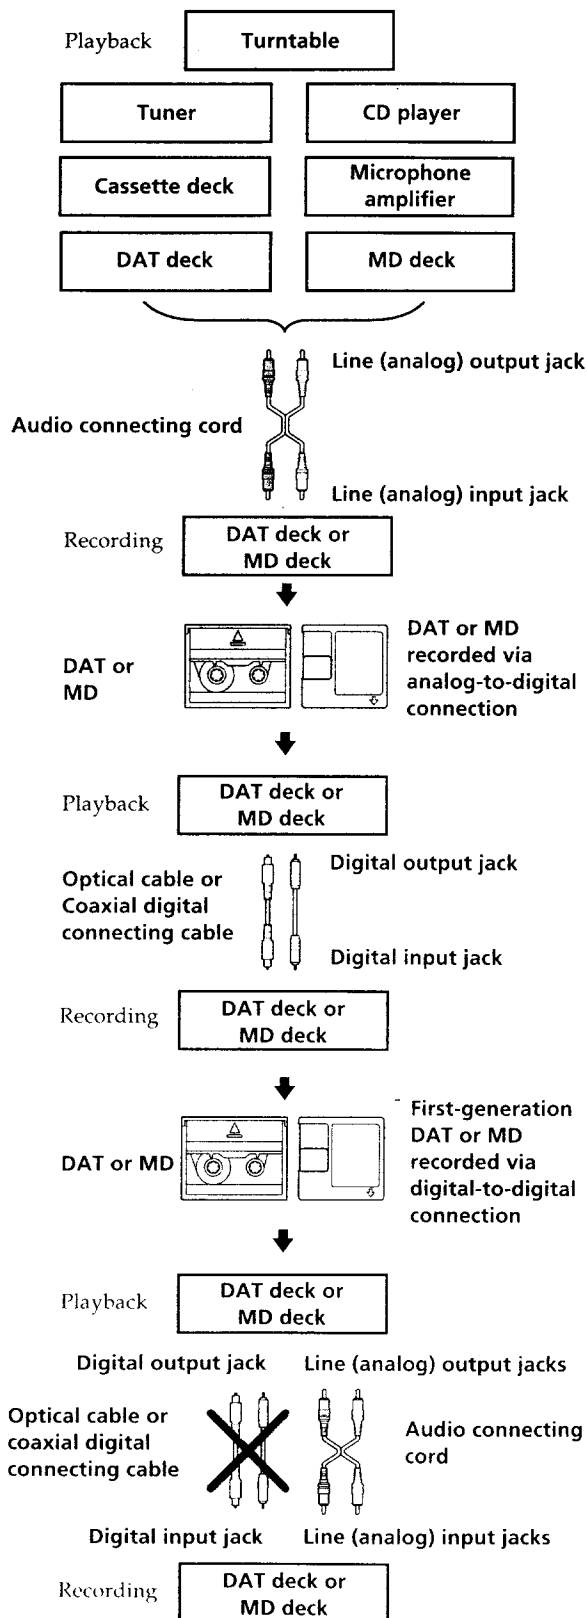 Playback
Turntable
Tuner
CD player
Cassette deck
Microphone
amplifier
DAT deck
MD deck
Line (analog) output jack
Audio connecting cord
Line (analog) input jack
Recording
DAT deck or
MD deck
DAT or
MD
DAT or MD
recorded via
analog-to-digital
connection
Playback
DAT deck or
MD deck
Digital output jack
Optical cable or
Coaxial digital
connecting cable
Digital input jack
Recording
DAT deck or
MD deck
DAT or MD
First-generation
DAT or MD
recorded via
digital-to-digital
connection
Playback
DAT deck or
MD deck
Digital output jack
Line (analog) output jacks
Optical cable or
coaxial digital
connecting cable
Audio connecting
cord
Digital input jack
Line (analog) input jacks
Recording
DAT deck or
MD deck